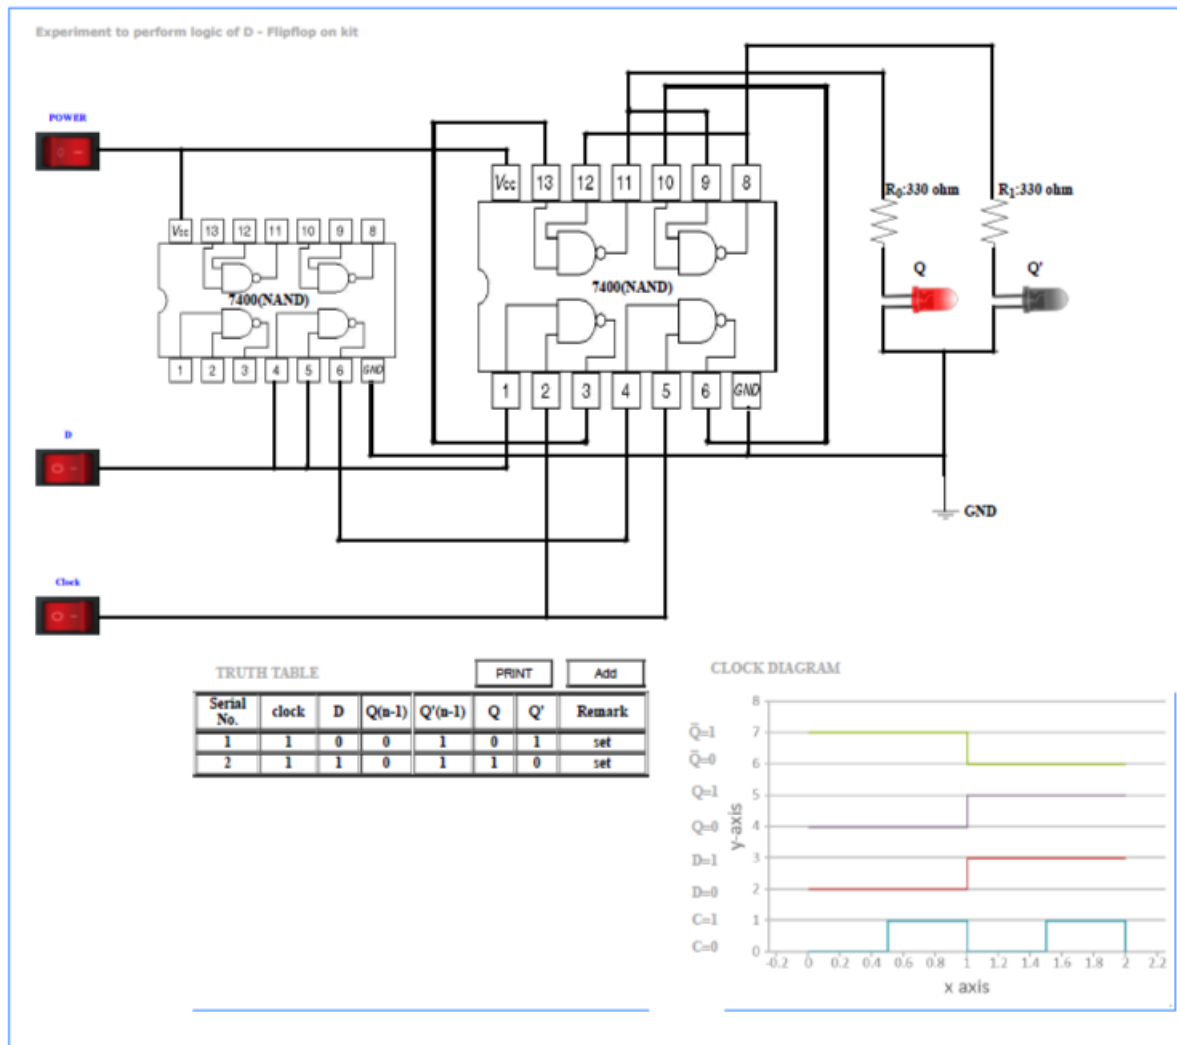 Experiment to perform logic of D - Flipflop on kit
POWER
Vcc 13 12 11 10 9 8
R0:330 ohm R1:330 ohm
Vcc 13 12 11 10 9 8
Q Q'
7400(NAND)
7400(NAND)
1 2 3 4 5 6 GND
1 2 3 4 5 6 GND
D
GND
Clock
TRUTH TABLE PRINT Add
Serial No. clock D Q(n-1) Q'(n-1) Q Q' Remark
1 1 0 0 1 0 1 set
2 1 1 0 1 1 0 set
CLOCK DIAGRAM
8
Q̅=1 7
Q̅=0 6
Q=1 5
Q=0 4
D=1 3
D=0 2
C=1 1
C=0 0
y-axis
-0.2 0 0.2 0.4 0.6 0.8 1 1.2 1.4 1.6 1.8 2 2.2
x axis